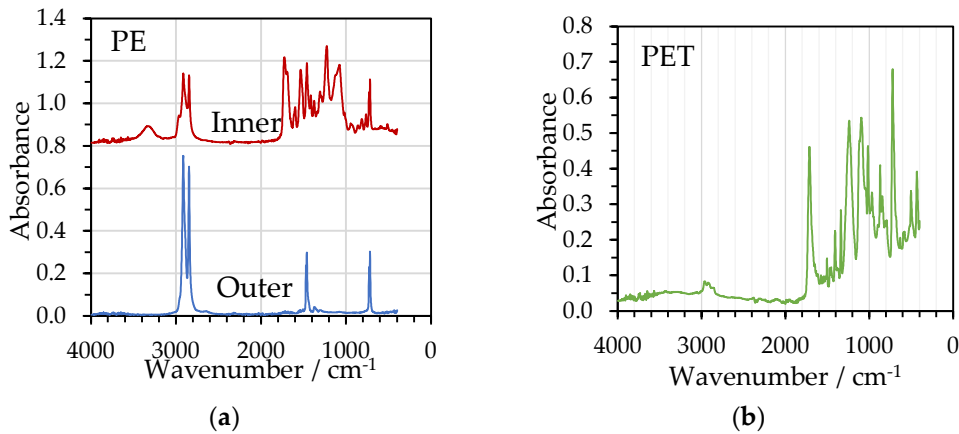 (a)
PE
Inner
Outer
Absorbance
1.4
1.2
1.0
0.8
0.6
0.4
0.2
0.0
4000 3000 2000 1000 0
Wavenumber / cm⁻¹
(b)
PET
Absorbance
0.8
0.7
0.6
0.5
0.4
0.3
0.2
0.1
0.0
4000 3000 2000 1000 0
Wavenumber / cm⁻¹
(a)
(b)